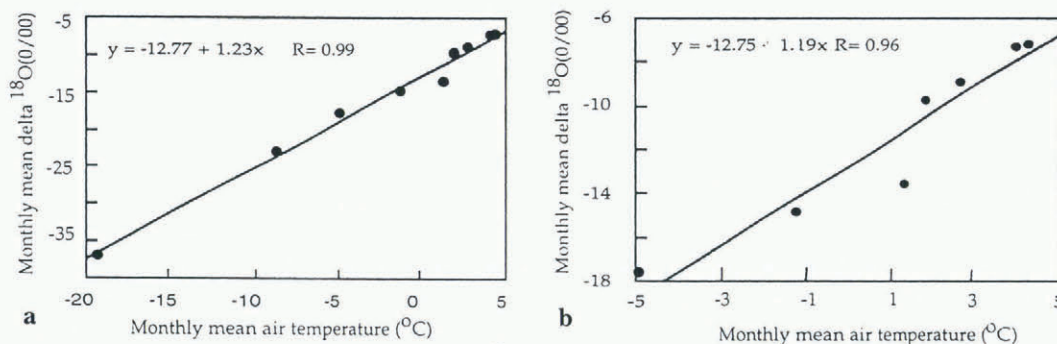 Monthly mean delta 18O(0/00)
-5
-15
-25
-35
y = -12.77 + 1.23x R= 0.99
-20 -15 -10 -5 0 5
a Monthly mean air temperature (°C)
Monthly mean delta 18O(0/00)
-6
-10
-14
-18
y = -12.75 · 1.19x R= 0.96
-5 -3 -1 1 3 5
b Monthly mean air temperature (°C)